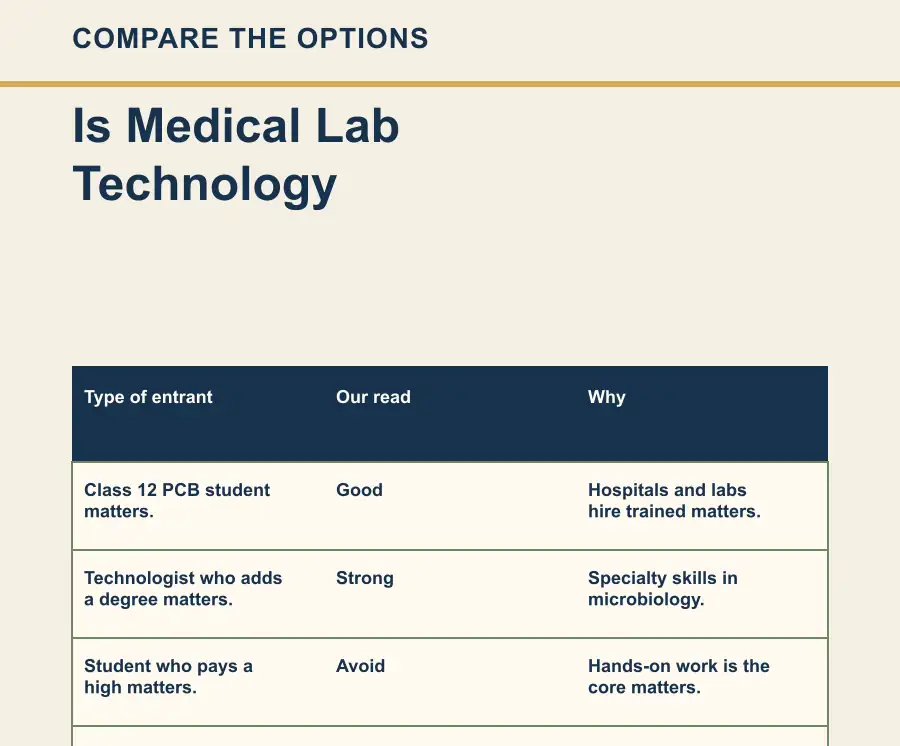 COMPARE THE OPTIONS
Is Medical Lab
Technology
Type of entrant
Our read
Why
Class 12 PCB student
matters.
Good
Hospitals and labs
hire trained matters.
Technologist who adds
a degree matters.
Strong
Specialty skills in
microbiology.
Student who pays a
high matters.
Avoid
Hands-on work is the
core matters.